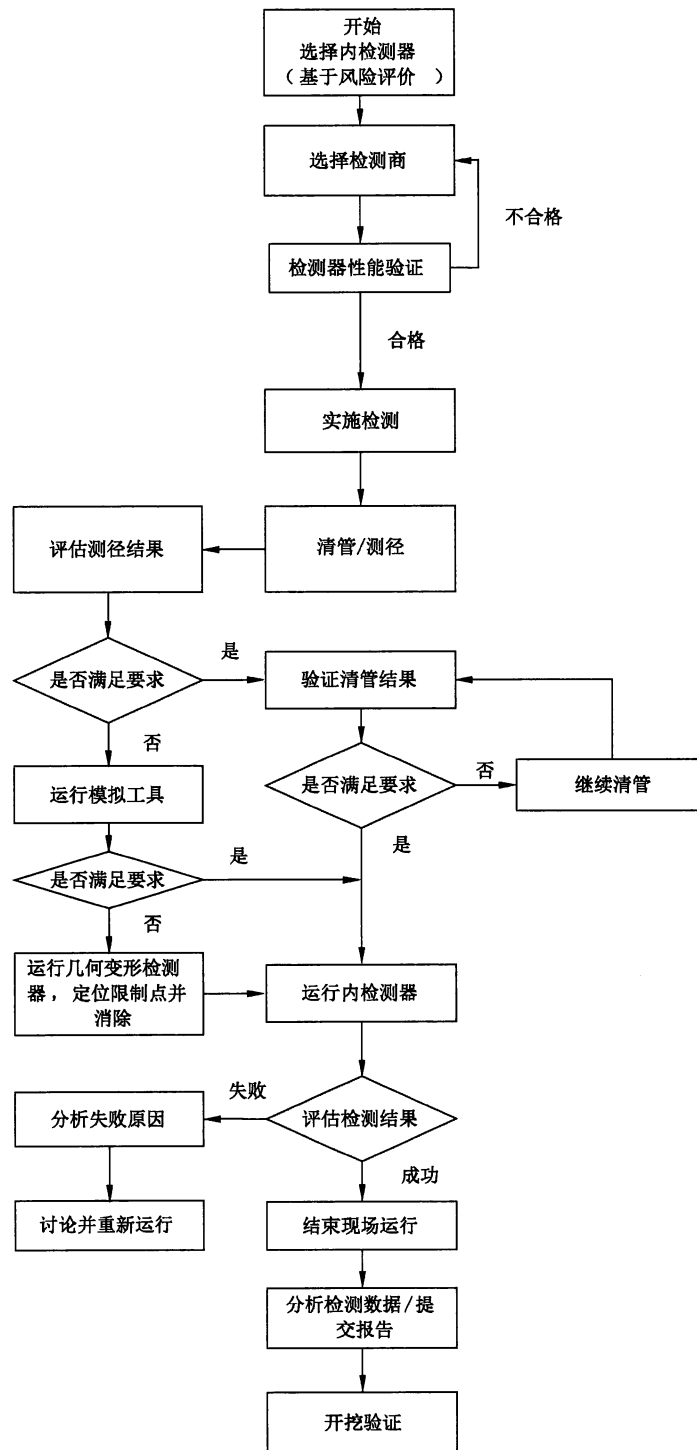 开始
选择内检测器
（基于风险评价 ）
选择检测商
不合格
检测器性能验证
合格
实施检测
评估测径结果
清管/测径
是
是否满足要求
验证清管结果
否
是否满足要求
否
继续清管
运行模拟工具
是
是
是否满足要求
否
运行几何变形检测
器，定位限制点并
消除
运行内检测器
失败
分析失败原因
评估检测结果
成功
讨论并重新运行
结束现场运行
分析检测数据/提
交报告
开挖验证